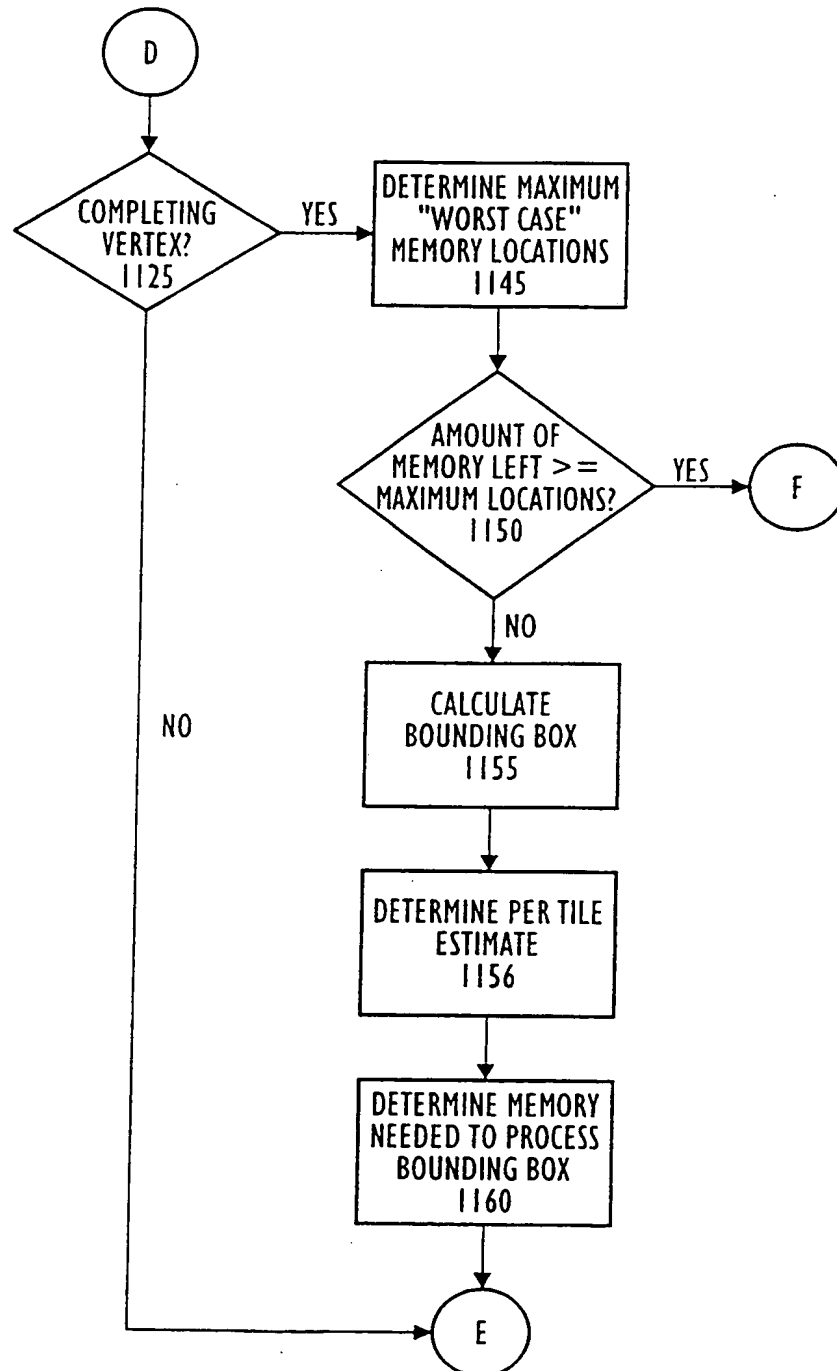 D
COMPLETING
VERTEX?
1125
YES
DETERMINE MAXIMUM
"WORST CASE"
MEMORY LOCATIONS
1145
AMOUNT OF
MEMORY LEFT >=
MAXIMUM LOCATIONS?
1150
YES
F
NO
CALCULATE
BOUNDING BOX
1155
NO
DETERMINE PER TILE
ESTIMATE
1156
DETERMINE MEMORY
NEEDED TO PROCESS
BOUNDING BOX
1160
E